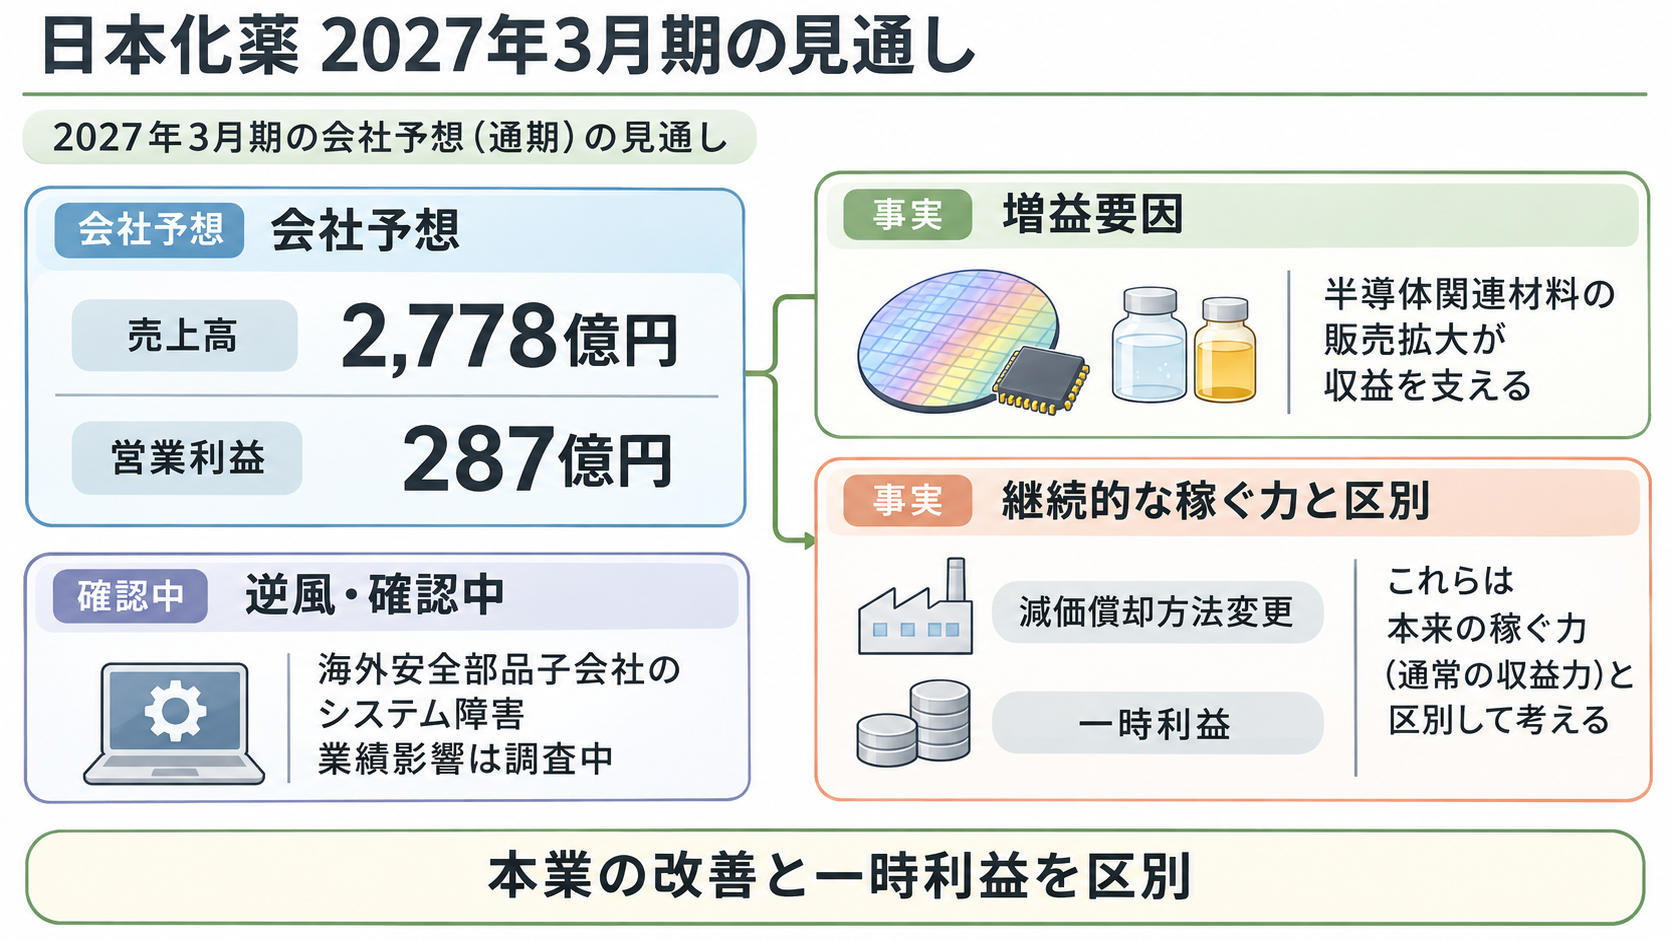 日本化薬 2027年3月期の見通し
2027年3月期の会社予想(通期)の見通し
会社予想 会社予想
売上高 2,778億円
営業利益 287億円
事実 増益要因
半導体関連材料の
販売拡大が
収益を支える
確認中 逆風・確認中
海外安全部品子会社の
システム障害
業績影響は調査中
事実 継続的な稼ぐ力と区別
減価償却方法変更
一時利益
これらは
本来の稼ぐ力
(通常の収益力)と
区別して考える
本業の改善と一時利益を区別